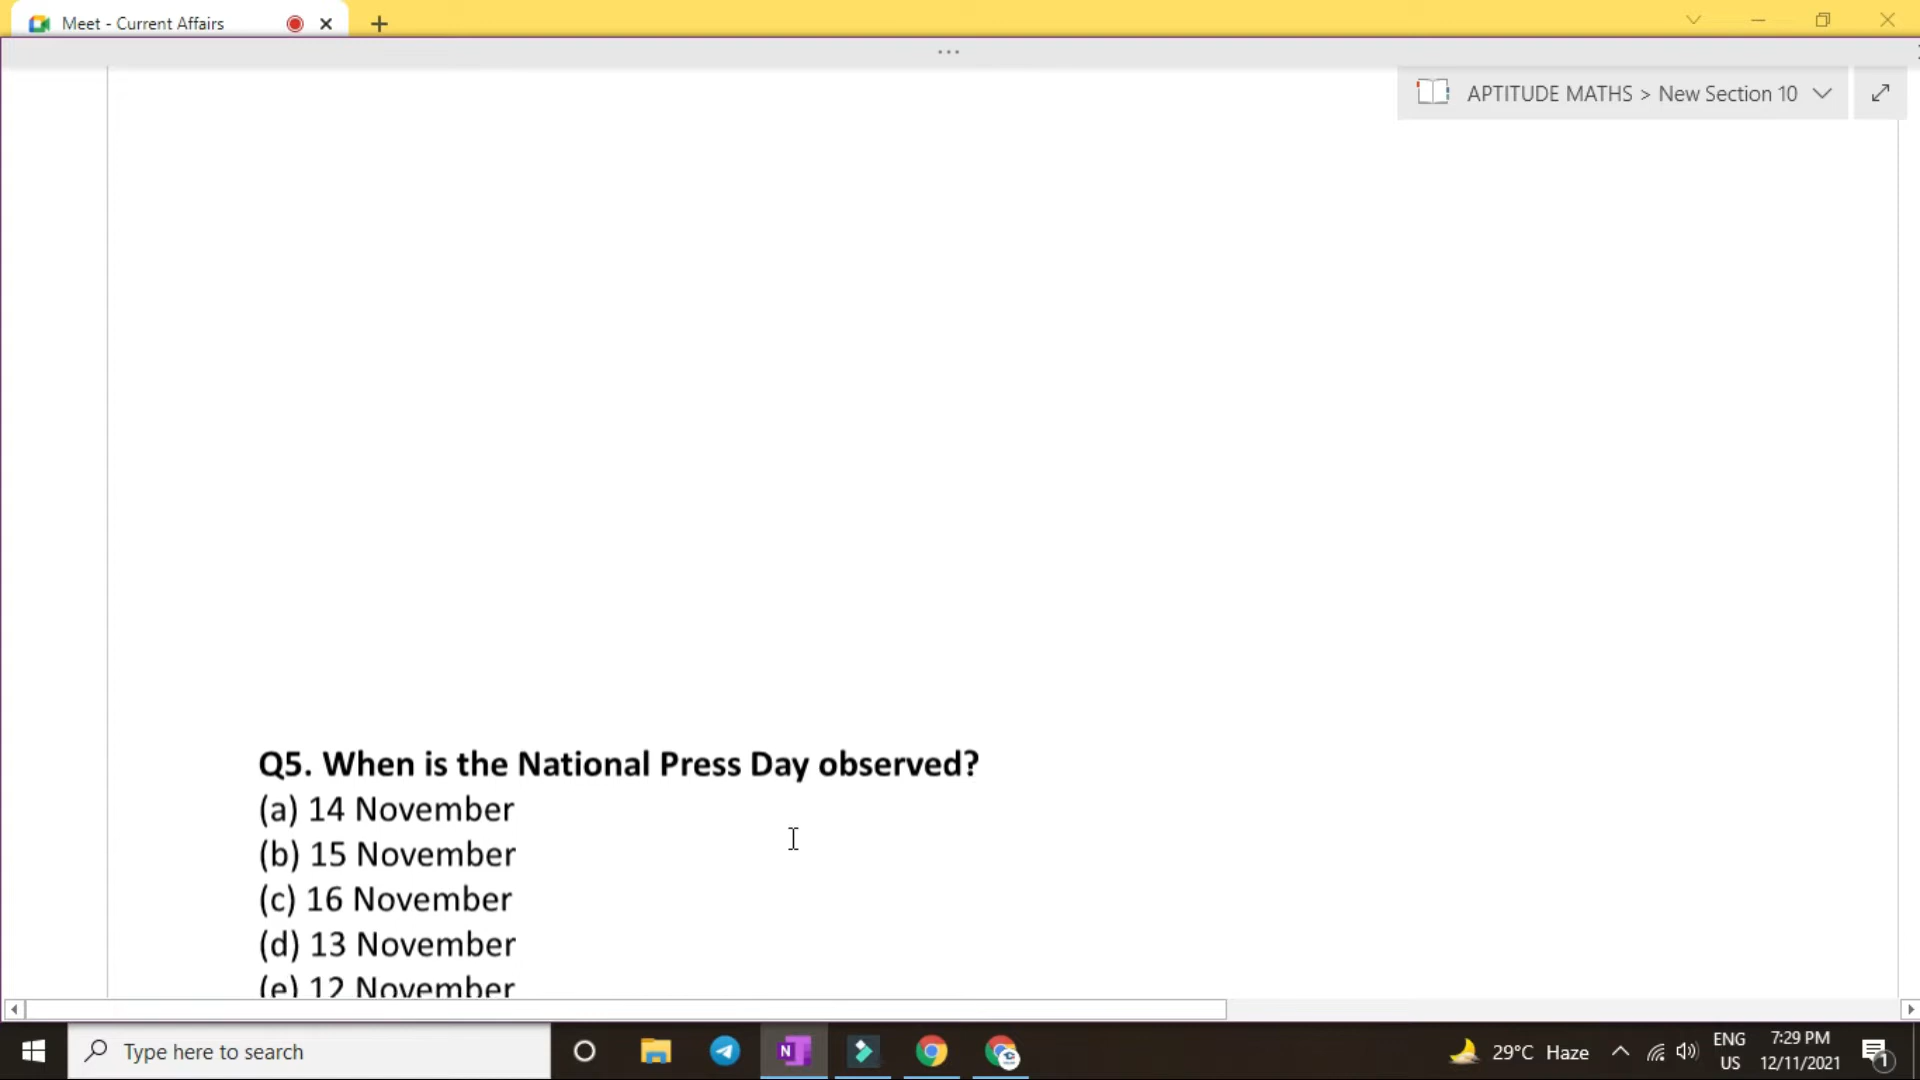 Meet - Current Affairs
APTITUDE MATHS > New Section 10
Q5. When is the National Press Day observed?
(a) 14 November
(b) 15 November
(c) 16 November
(d) 13 November
(e) 12 November
Type here to search
N
29°C Haze
ENG
US
7:29 PM
12/11/2021
1